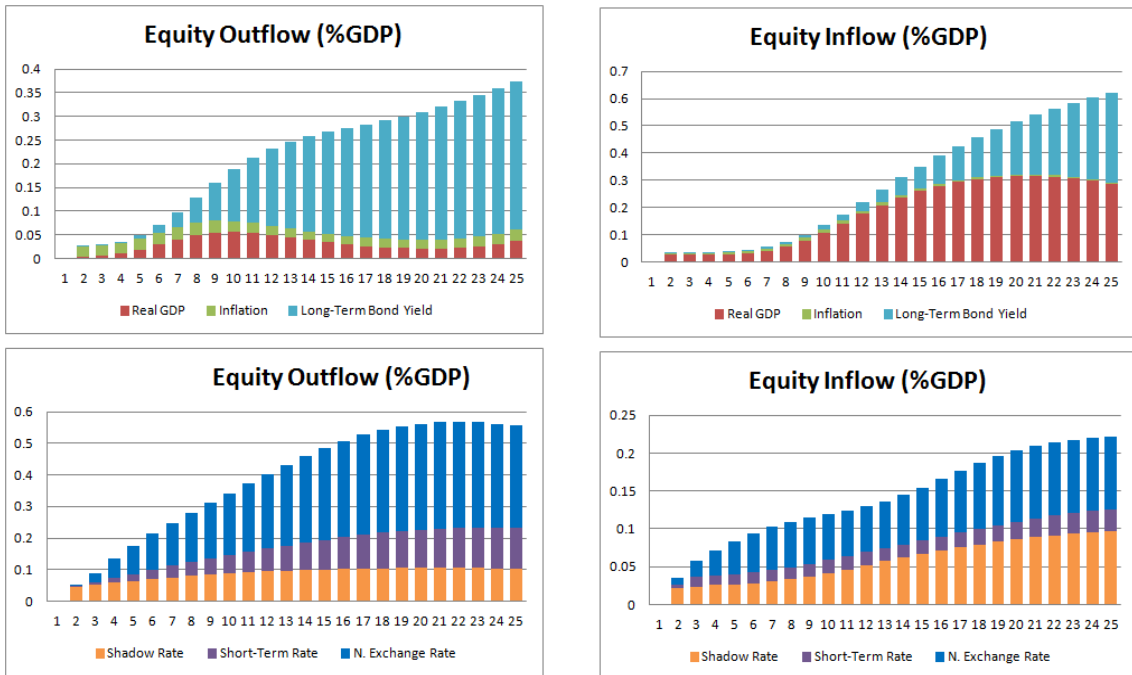 Equity Outflow (%GDP)
0.4
0.35
0.3
0.25
0.2
0.15
0.1
0.05
0
1 2 3 4 5 6 7 8 9 10 11 12 13 14 15 16 17 18 19 20 21 22 23 24 25
Real GDP Inflation Long-Term Bond Yield
Equity Inflow (%GDP)
0.7
0.6
0.5
0.4
0.3
0.2
0.1
0
1 2 3 4 5 6 7 8 9 10 11 12 13 14 15 16 17 18 19 20 21 22 23 24 25
Real GDP Inflation Long-Term Bond Yield
Equity Outflow (%GDP)
0.6
0.5
0.4
0.3
0.2
0.1
0
1 2 3 4 5 6 7 8 9 10 11 12 13 14 15 16 17 18 19 20 21 22 23 24 25
Shadow Rate Short-Term Rate N. Exchange Rate
Equity Inflow (%GDP)
0.25
0.2
0.15
0.1
0.05
0
1 2 3 4 5 6 7 8 9 10 11 12 13 14 15 16 17 18 19 20 21 22 23 24 25
Shadow Rate Short-Term Rate N. Exchange Rate